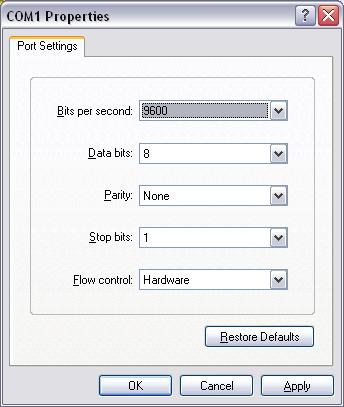 COM1 Properties
Port Settings
Bits per second: 9600
Data bits: 8
Parity: None
Stop bits: 1
Flow control: Hardware
Restore Defaults
OK Cancel Apply